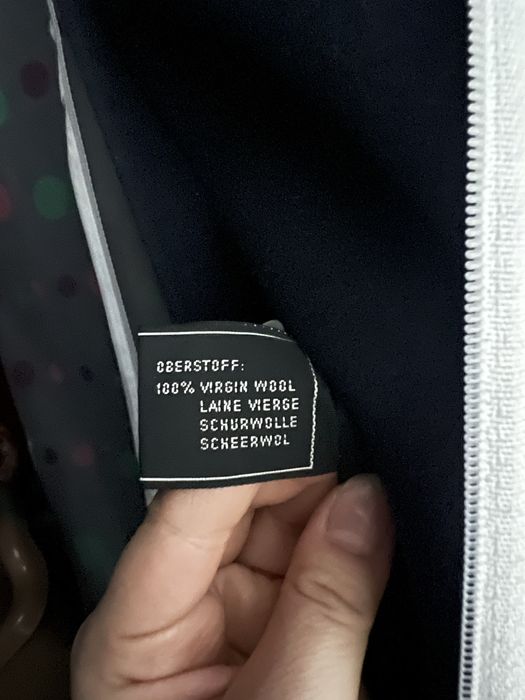 OBERSTOFF:
100% VIRGIN WOOL
LAINE VIERGE
SCHURWOLLE
SCHEERWOL